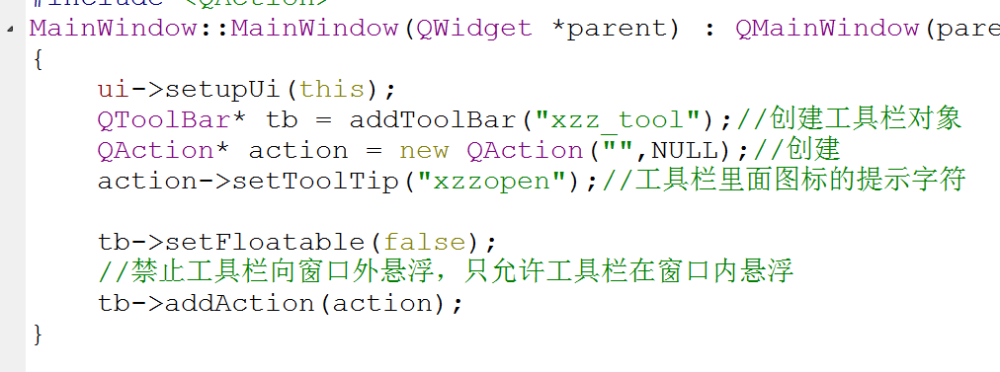 #include <QAction>
MainWindow::MainWindow(QWidget *parent) : QMainWindow(pare
{
ui->setupUi(this);
QToolBar* tb = addToolBar("xzz_tool");//创建工具栏对象
QAction* action = new QAction("",NULL);//创建
action->setToolTip("xzzopen");//工具栏里面图标的提示字符
tb->setFloatable(false);
//禁止工具栏向窗口外悬浮，只允许工具栏在窗口内悬浮
tb->addAction(action);
}